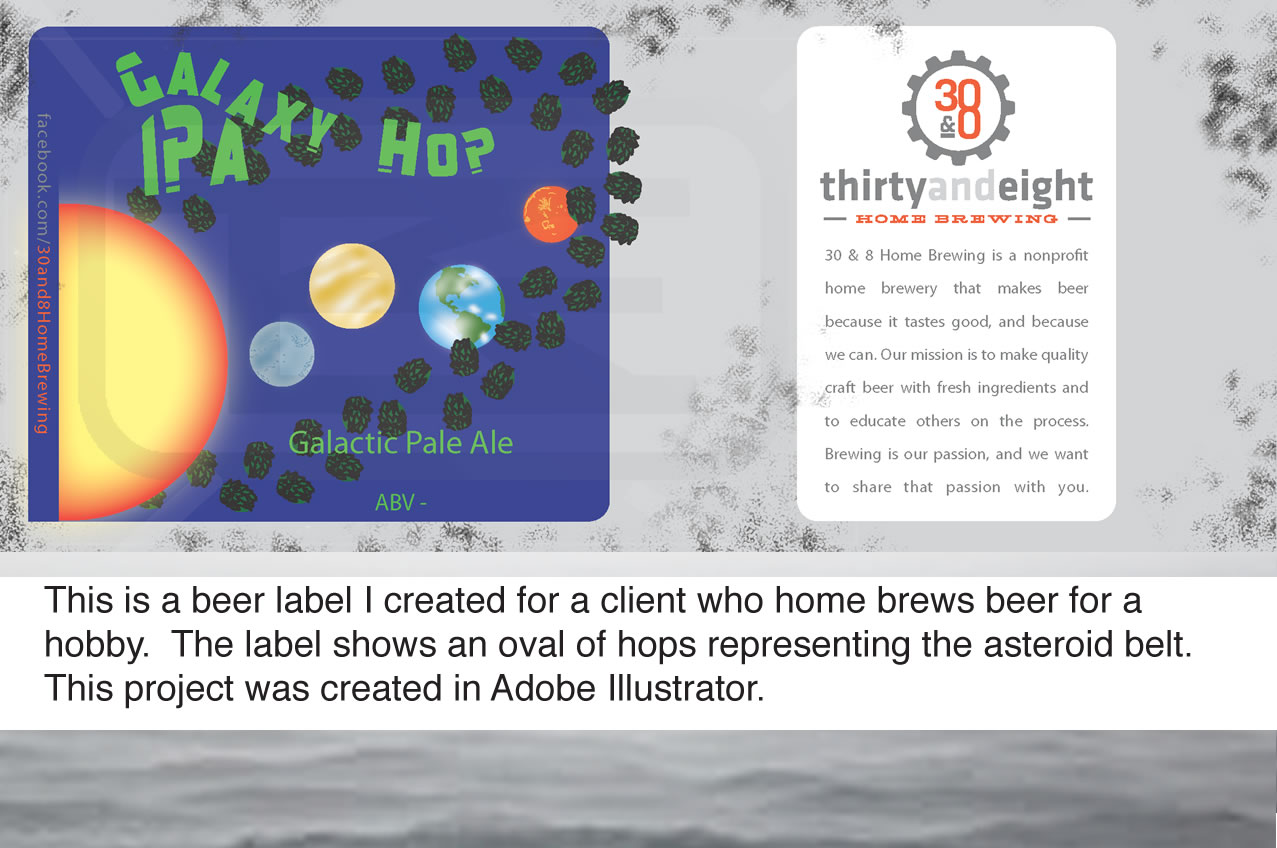 facebook.com/30and8HomeBrewing
GALAXY HO?
I?A
Galactic Pale Ale
ABV -
30
&8
thirtyandeight
HOME BREWING
30 & 8 Home Brewing is a nonprofit
home brewery that makes beer
because it tastes good, and because
we can. Our mission is to make quality
craft beer with fresh ingredients and
to educate others on the process.
Brewing is our passion, and we want
to share that passion with you.
This is a beer label I created for a client who home brews beer for a
hobby.  The label shows an oval of hops representing the asteroid belt.
This project was created in Adobe Illustrator.